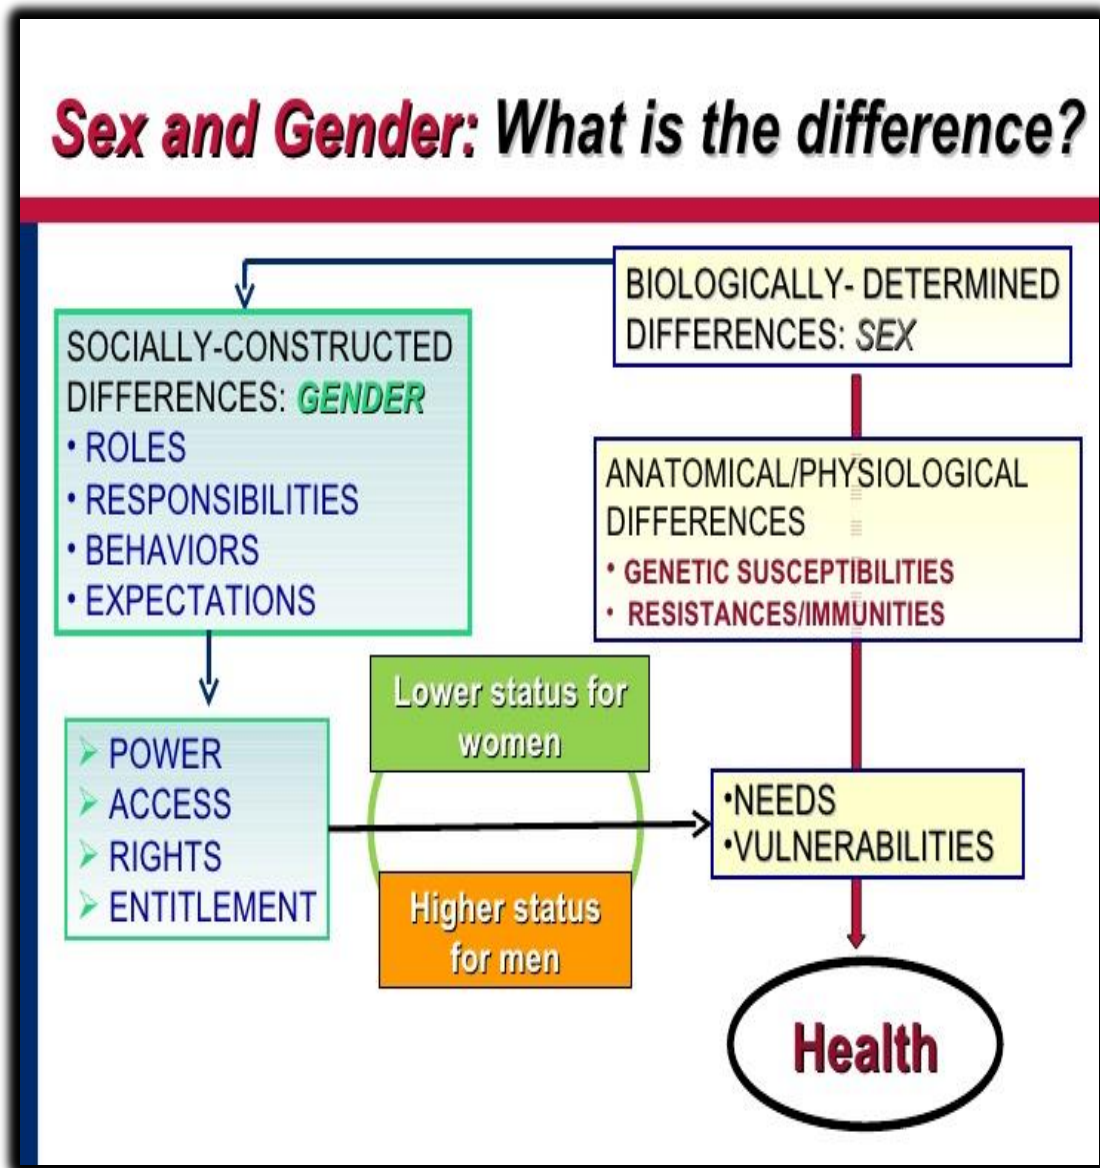 Sex and Gender: What is the difference?
BIOLOGICALLY- DETERMINED
DIFFERENCES: SEX
SOCIALLY-CONSTRUCTED
DIFFERENCES: GENDER
• ROLES
• RESPONSIBILITIES
• BEHAVIORS
• EXPECTATIONS
ANATOMICAL/PHYSIOLOGICAL
DIFFERENCES
• GENETIC SUSCEPTIBILITIES
• RESISTANCES/IMMUNITIES
Lower status for
women
➢ POWER
➢ ACCESS
➢ RIGHTS
➢ ENTITLEMENT
•NEEDS
•VULNERABILITIES
Higher status
for men
Health